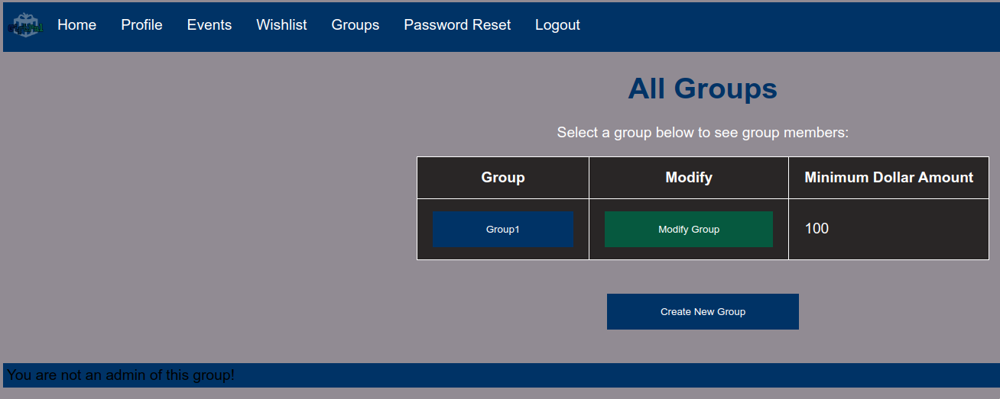 Home Profile Events Wishlist Groups Password Reset Logout
All Groups
Select a group below to see group members:
Group Modify Minimum Dollar Amount
Group1 Modify Group 100
Create New Group
You are not an admin of this group!